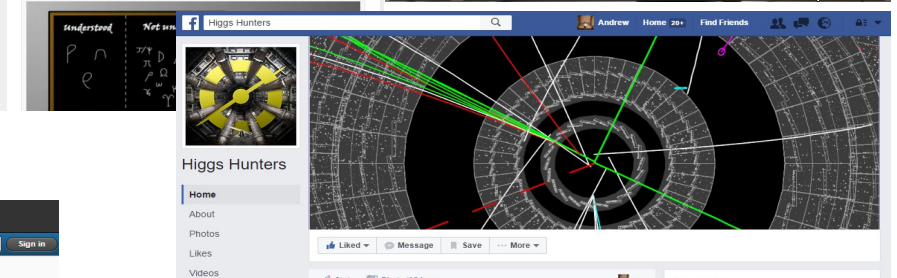 Understood
Not un
p n
e
J/Ψ
π D
ρ Ω
ω
Υ
Higgs Hunters
Andrew
Home 20+
Find Friends
Higgs Hunters
Home
About
Photos
Likes
Videos
Liked
Message
Save
··· More
Sign in